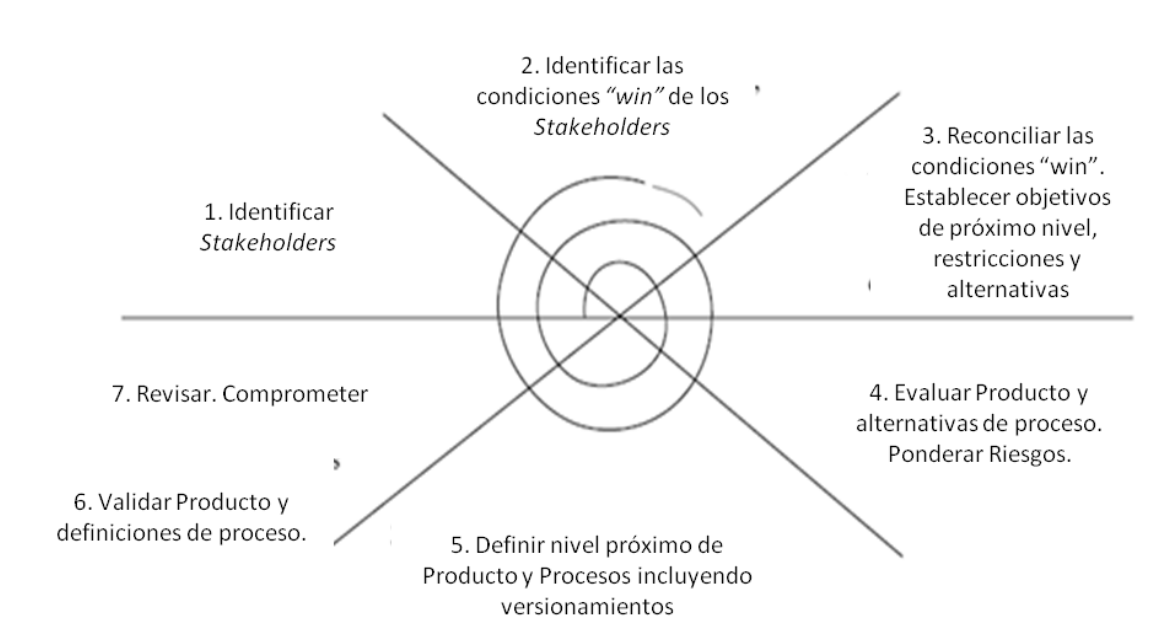 1. Identificar
Stakeholders
2. Identificar las
condiciones “win” de los
Stakeholders
3. Reconciliar las
condiciones “win”.
Establecer objetivos
de próximo nivel,
restricciones y
alternativas
4. Evaluar Producto y
alternativas de proceso.
Ponderar Riesgos.
5. Definir nivel próximo de
Producto y Procesos incluyendo
versionamientos
6. Validar Producto y
definiciones de proceso.
7. Revisar. Comprometer